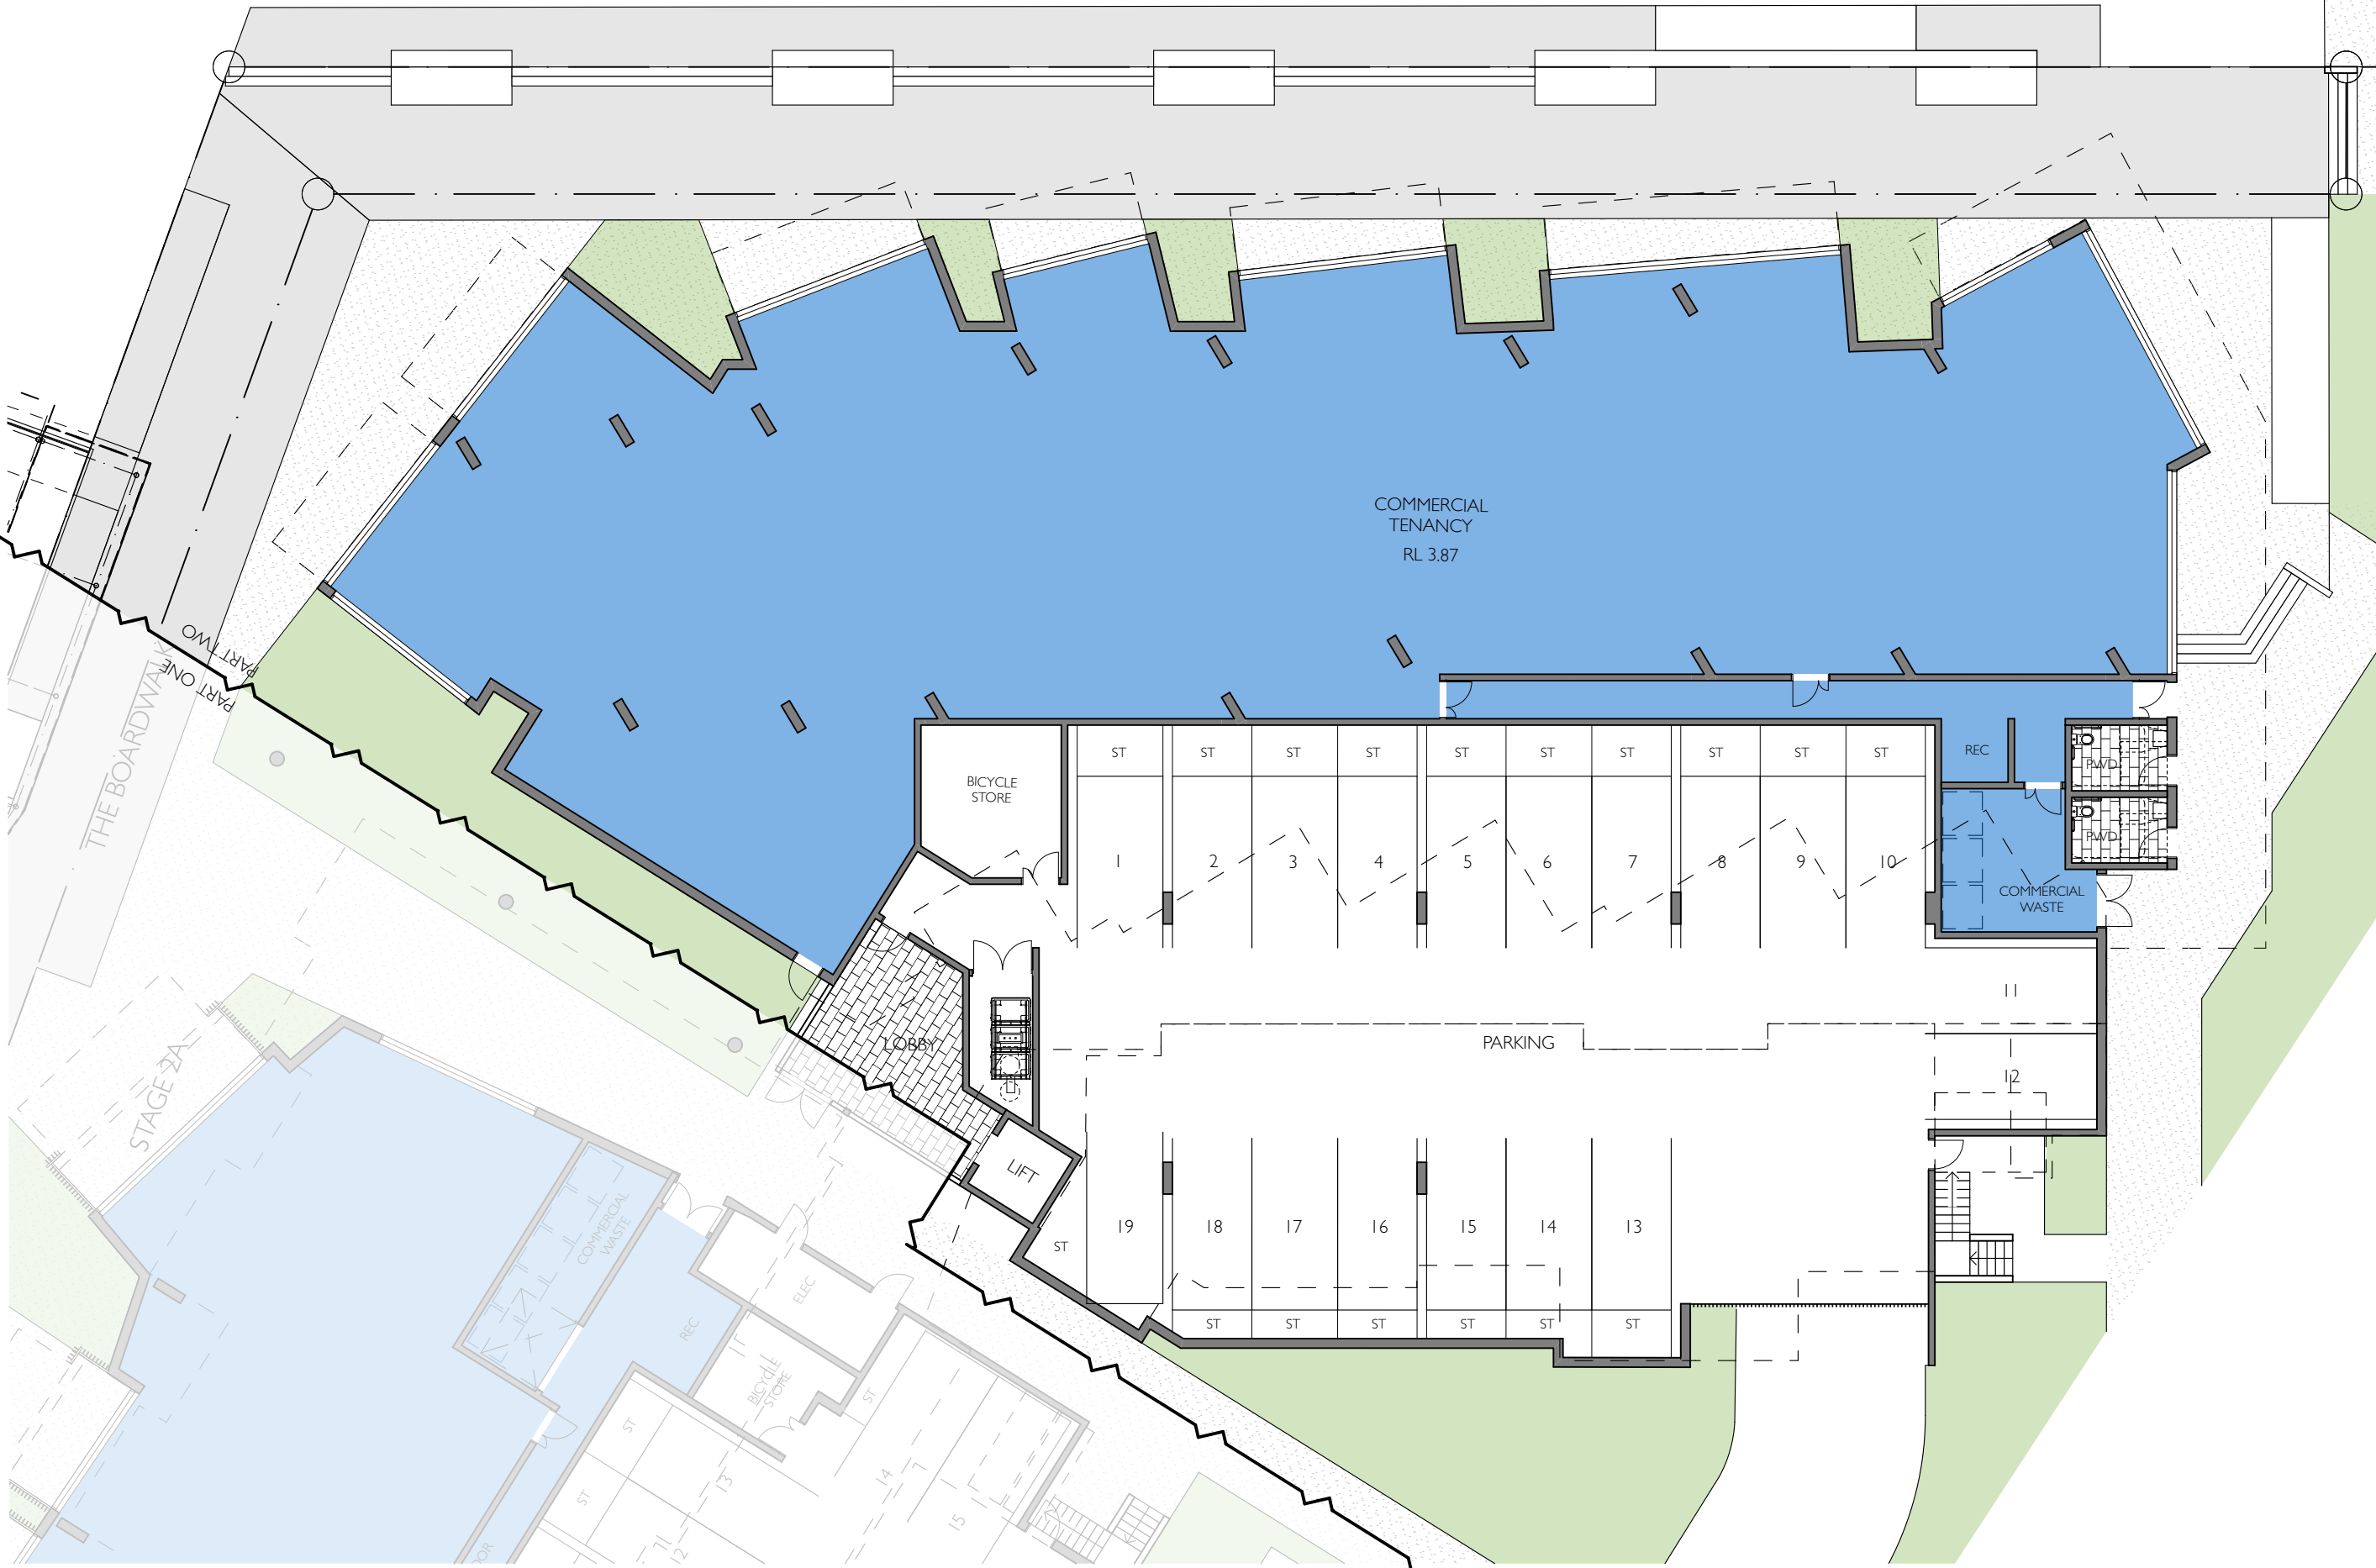 COMMERCIAL
TENANCY
RL 3.87
PART TWO
PART ONE
THE BOARDWALK
BICYCLE
STORE
ST
ST
ST
ST
ST
ST
ST
ST
ST
ST
REC
PWD
PWD
1
2
3
4
5
6
7
8
9
10
COMMERCIAL
WASTE
11
12
LOBBY
PARKING
LIFT
STAGE 2A
19
18
17
16
15
14
13
ST
ST
ST
ST
ST
ST
ST
COMMERCIAL
WASTE
ELEC
REC
BICYCLE
STORE
ST
ST
ST
13
14
15
11
12